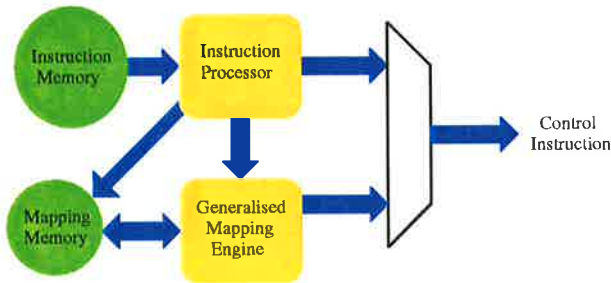 Instruction
Memory
Instruction
Processor
Mapping
Memory
Generalised
Mapping
Engine
Control
Instruction